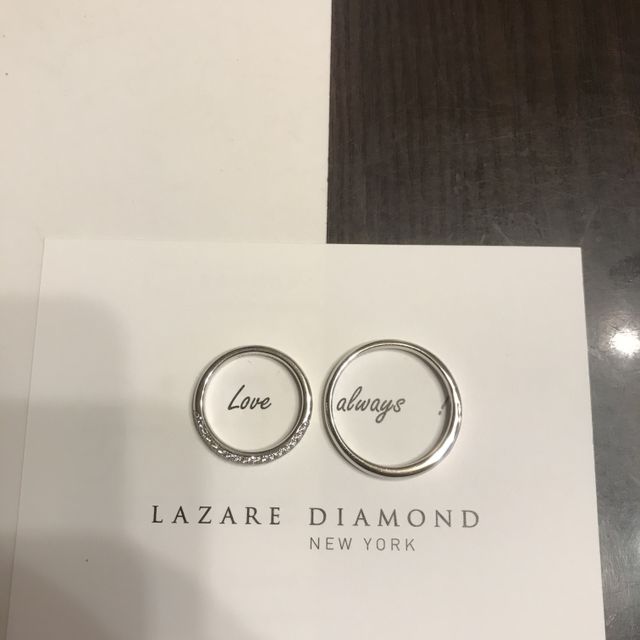 Love always !
LAZARE DIAMOND
NEW YORK